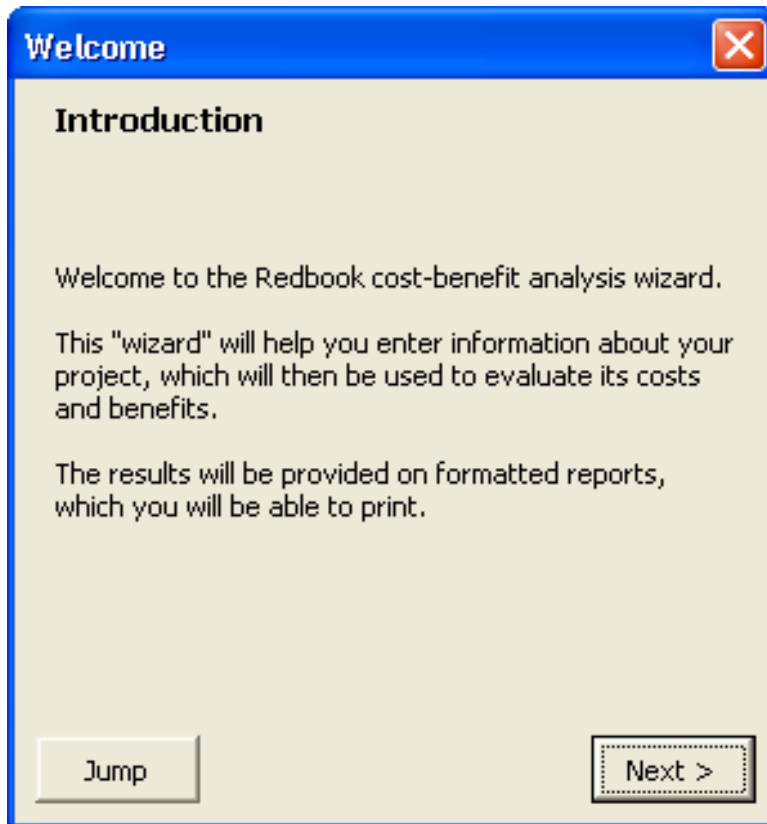 Welcome
Introduction
Welcome to the Redbook cost-benefit analysis wizard.
This "wizard" will help you enter information about your
project, which will then be used to evaluate its costs
and benefits.
The results will be provided on formatted reports,
which you will be able to print.
Jump
Next >